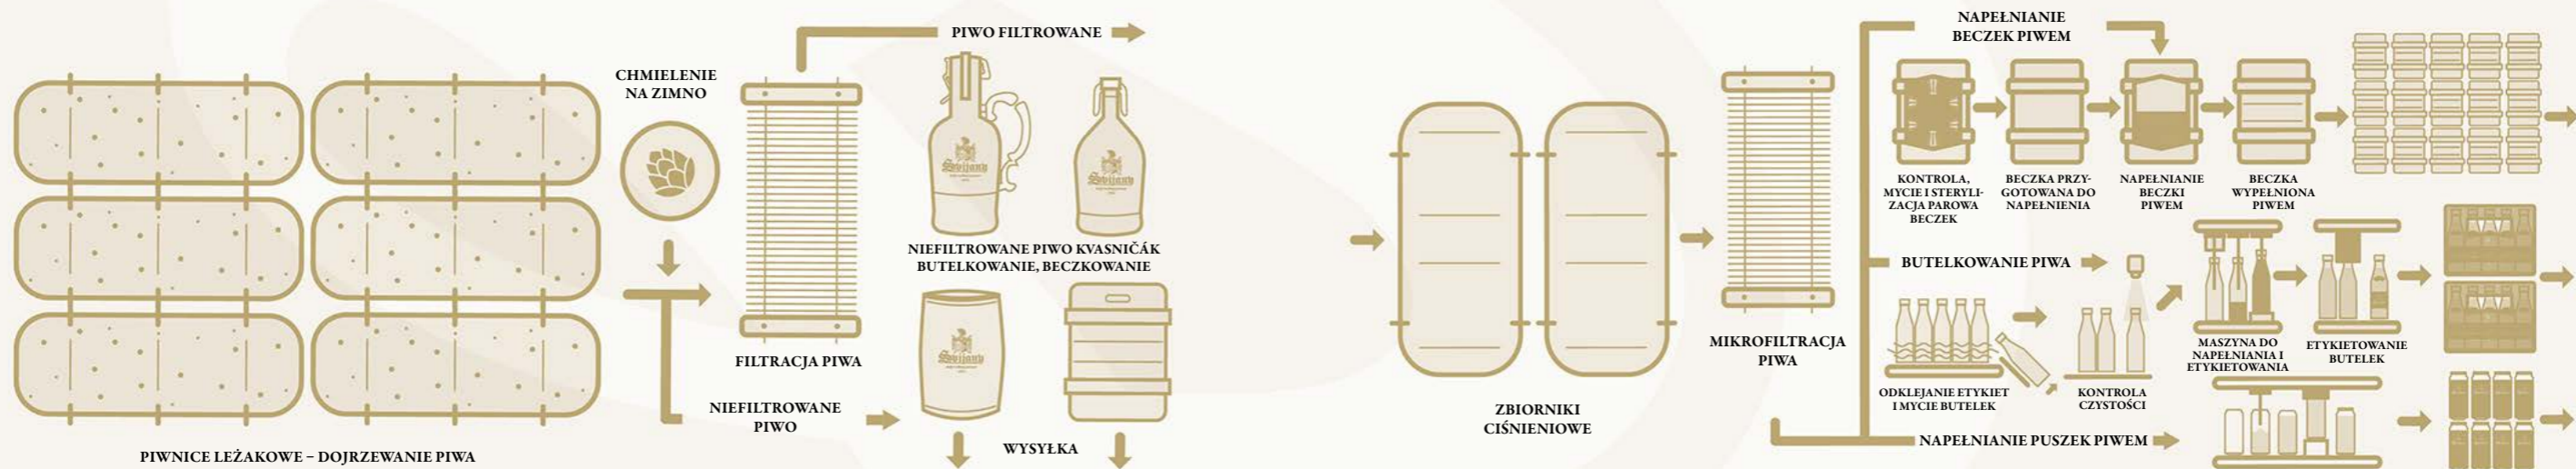 PIWNICE LEŻAKOWE – DOJRZEWANIE PIWA
CHMIELENIE
NA ZIMNO
PIWO FILTROWANE
FILTRACJA PIWA
Svijany
Svijany
NIEFILTROWANE PIWO KVASNIČÁK
BUTELKOWANIE, BECZKOWANIE
Svijany
NIEFILTROWANE
PIWO
WYSYŁKA
ZBIORNIKI
CIŚNIENIOWE
MIKROFILTRACJA
PIWA
NAPEŁNIANIE
BECZEK PIWEM
KONTROLA,
MYCIE I STERYLI-
ZACJA PAROWA
BECZEK
BECZKA PRZY-
GOTOWANA DO
NAPEŁNIENIA
NAPEŁNIANIE
BECZKI
PIWEM
BECZKA
WYPEŁNIONA
PIWEM
BUTELKOWANIE PIWA
ODKLEJANIE ETYKIET
I MYCIE BUTELEK
KONTROLA
CZYSTOŚCI
MASZYNA DO
NAPEŁNIANIA I
ETYKIETOWANIA
ETYKIETOWANIE
BUTELEK
NAPEŁNIANIE PUSZEK PIWEM